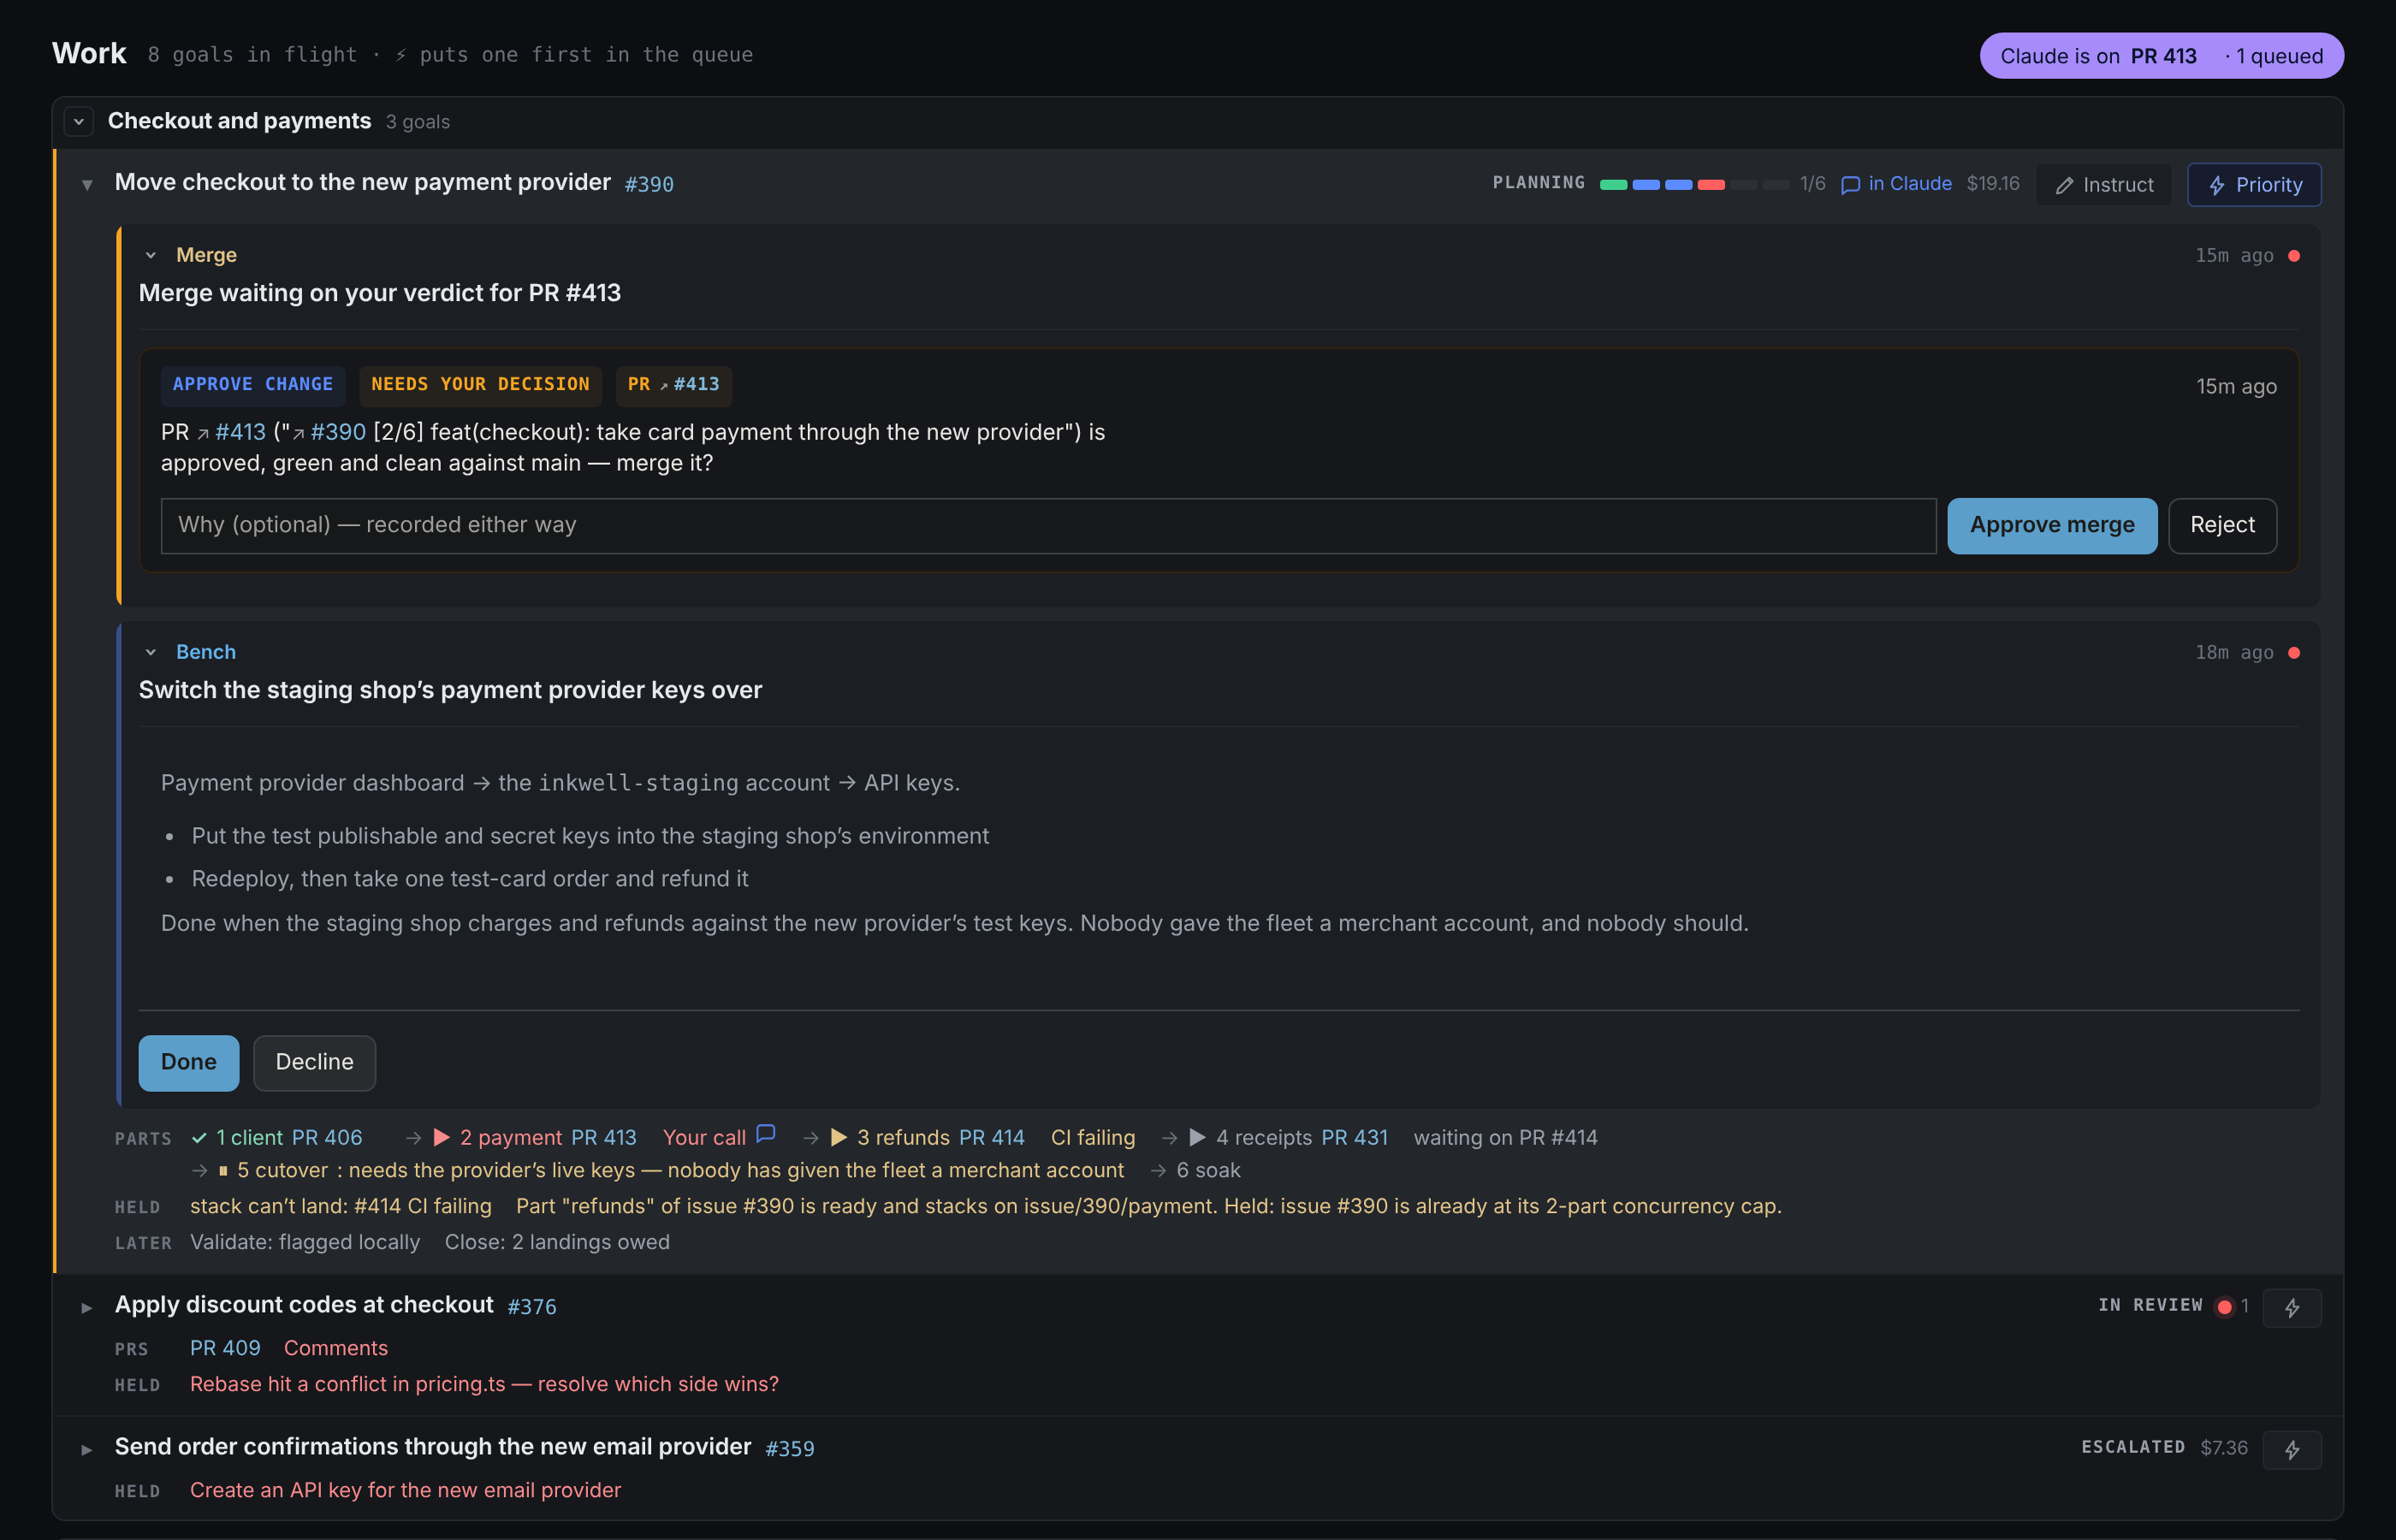 Work 8 goals in flight · ⚡ puts one first in the queue
Claude is on PR 413 · 1 queued
Checkout and payments 3 goals
Move checkout to the new payment provider #390
PLANNING 1/6 in Claude $19.16 Instruct Priority
Merge 15m ago
Merge waiting on your verdict for PR #413
APPROVE CHANGE NEEDS YOUR DECISION PR ↗ #413 15m ago
PR ↗ #413 ("↗ #390 [2/6] feat(checkout): take card payment through the new provider") is
approved, green and clean against main — merge it?
Why (optional) — recorded either way Approve merge Reject
Bench 18m ago
Switch the staging shop’s payment provider keys over
Payment provider dashboard → the inkwell-staging account → API keys.
• Put the test publishable and secret keys into the staging shop’s environment
• Redeploy, then take one test-card order and refund it
Done when the staging shop charges and refunds against the new provider’s test keys. Nobody gave the fleet a merchant account, and nobody should.
Done Decline
PARTS ✓ 1 client PR 406 → ▶ 2 payment PR 413 Your call → ▶ 3 refunds PR 414 CI failing → ▶ 4 receipts PR 431 waiting on PR #414
→ 5 cutover : needs the provider’s live keys — nobody has given the fleet a merchant account → 6 soak
HELD stack can’t land: #414 CI failing Part "refunds" of issue #390 is ready and stacks on issue/390/payment. Held: issue #390 is already at its 2-part concurrency cap.
LATER Validate: flagged locally Close: 2 landings owed
Apply discount codes at checkout #376 IN REVIEW 1
PRS PR 409 Comments
HELD Rebase hit a conflict in pricing.ts — resolve which side wins?
Send order confirmations through the new email provider #359 ESCALATED $7.36
HELD Create an API key for the new email provider